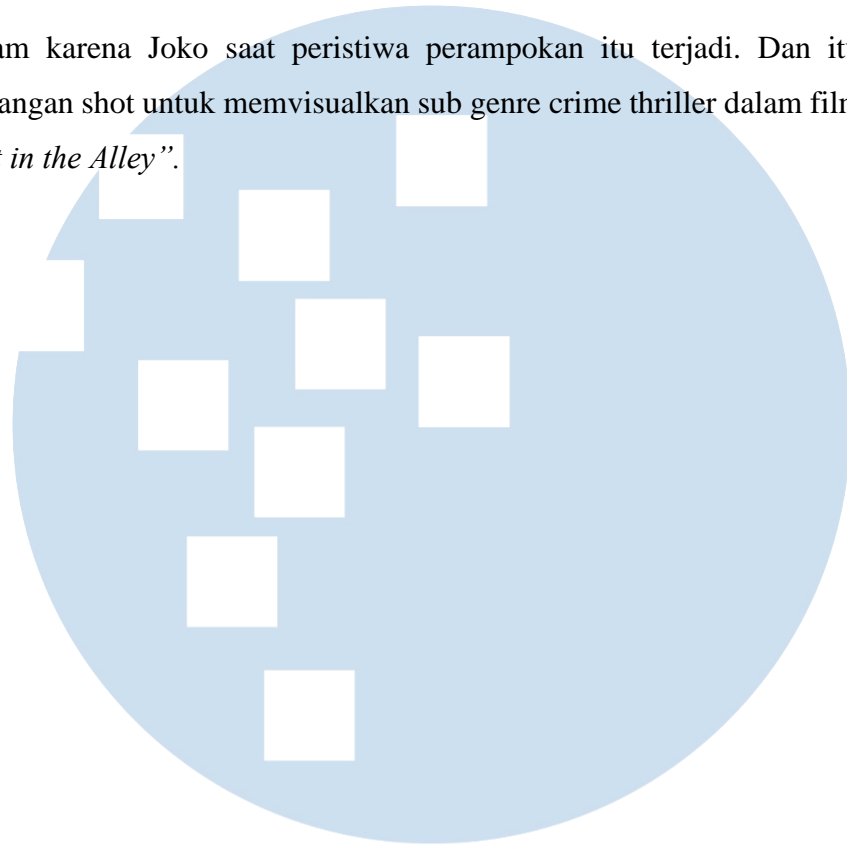 am karena Joko saat peristiwa perampokan itu terjadi. Dan it
angan shot untuk memvisualkan sub genre crime thriller dalam film
in the Alley”.